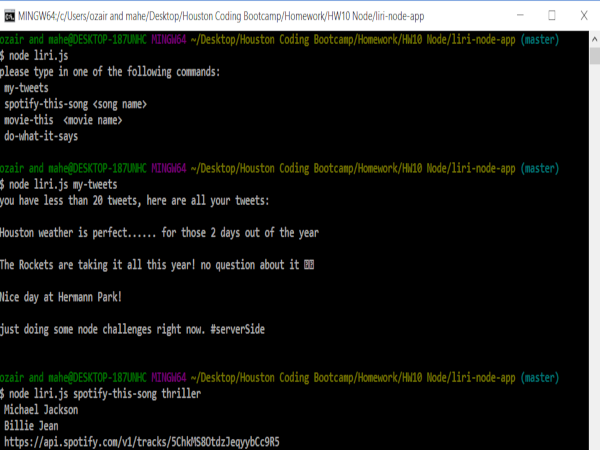 MINGW64:/c/Users/ozair and mahe/Desktop/Houston Coding Bootcamp/Homework/HW10 Node/liri-node-app
ozair and mahe@DESKTOP-187UNHC MINGW64 ~/Desktop/Houston Coding Bootcamp/Homework/HW10 Node/liri-node-app (master)
$ node liri.js
please type in one of the following commands:
my-tweets
spotify-this-song <song name>
movie-this <movie name>
do-what-it-says
ozair and mahe@DESKTOP-187UNHC MINGW64 ~/Desktop/Houston Coding Bootcamp/Homework/HW10 Node/liri-node-app (master)
$ node liri.js my-tweets
you have less than 20 tweets, here are all your tweets:
Houston weather is perfect...... for those 2 days out of the year
The Rockets are taking it all this year! no question about it
Nice day at Hermann Park!
just doing some node challenges right now. #serverSide
ozair and mahe@DESKTOP-187UNHC MINGW64 ~/Desktop/Houston Coding Bootcamp/Homework/HW10 Node/liri-node-app (master)
$ node liri.js spotify-this-song thriller
Michael Jackson
Billie Jean
https://api.spotify.com/v1/tracks/5ChkMS8OtdzJeqyybCc9R5